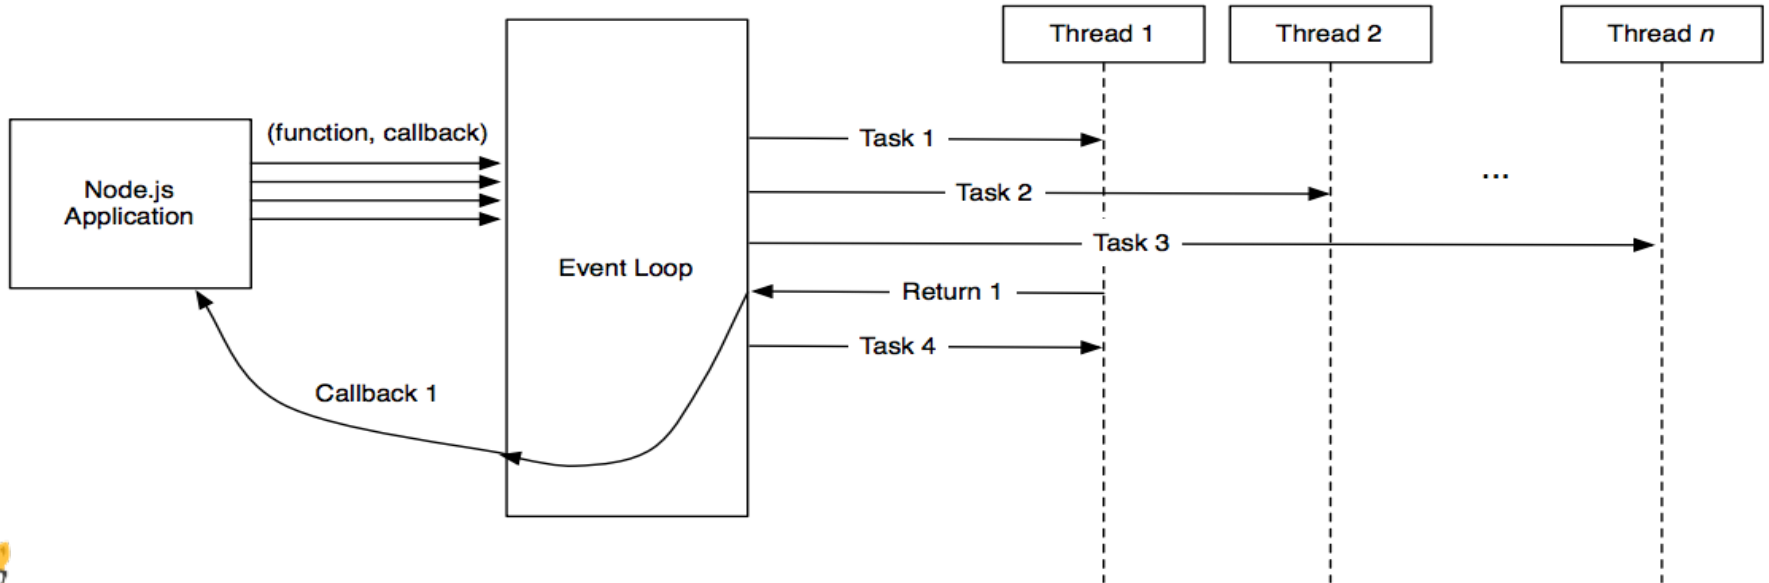 Thread 1
Thread 2
Thread n
(function, callback)
Node.js
Application
Event Loop
Task 1
Task 2
...
Task 3
Return 1
Task 4
Callback 1